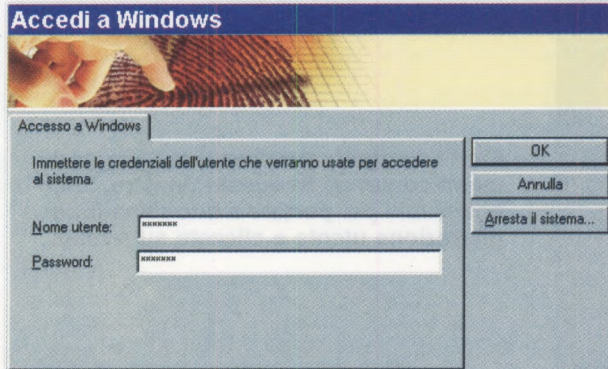 Accedi a Windows
Accesso a Windows
Immettere le credenziali dell'utente che verranno usate per accedere
al sistema.
Nome utente: *******
Password: *******
OK
Annulla
Arresta il sistema...